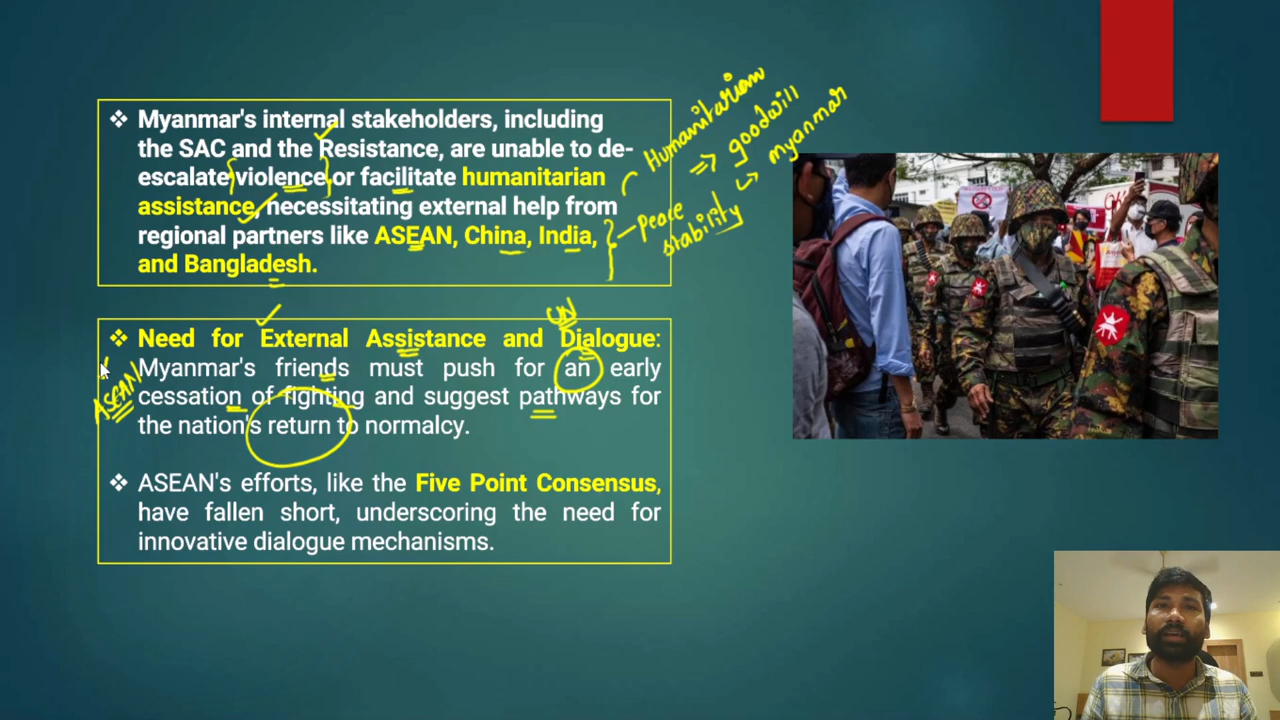 ❖ Myanmar's internal stakeholders, including
the SAC and the Resistance, are unable to de-
escalate violence or facilitate humanitarian
assistance, necessitating external help from
regional partners like ASEAN, China, India,
and Bangladesh.
Humanitarian
=> goodwill
myanmar
peace
stability
UN
❖ Need for External Assistance and Dialogue:
Myanmar's friends must push for an early
cessation of fighting and suggest pathways for
the nation's return to normalcy.
ASEAN
❖ ASEAN's efforts, like the Five Point Consensus,
have fallen short, underscoring the need for
innovative dialogue mechanisms.